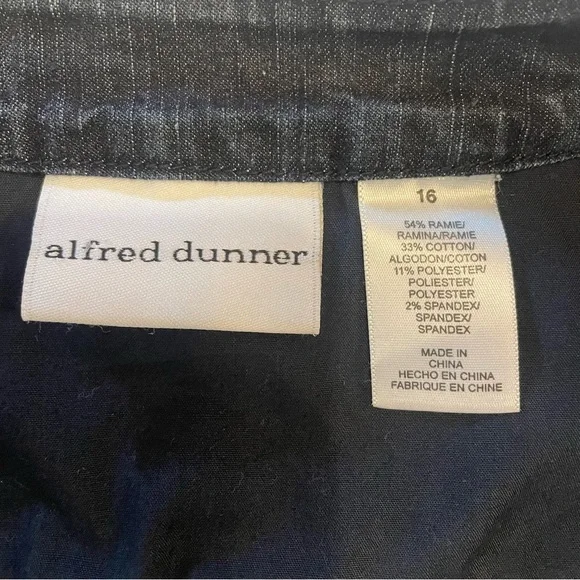 alfred dunner
16
54% RAMIE/
RAMINA/RAMIE
33% COTTON/
ALGODON/COTON
11% POLYESTER/
POLIESTER/
POLYESTER
2% SPANDEX/
SPANDEX/
SPANDEX
MADE IN
CHINA
HECHO EN CHINA
FABRIQUE EN CHINE